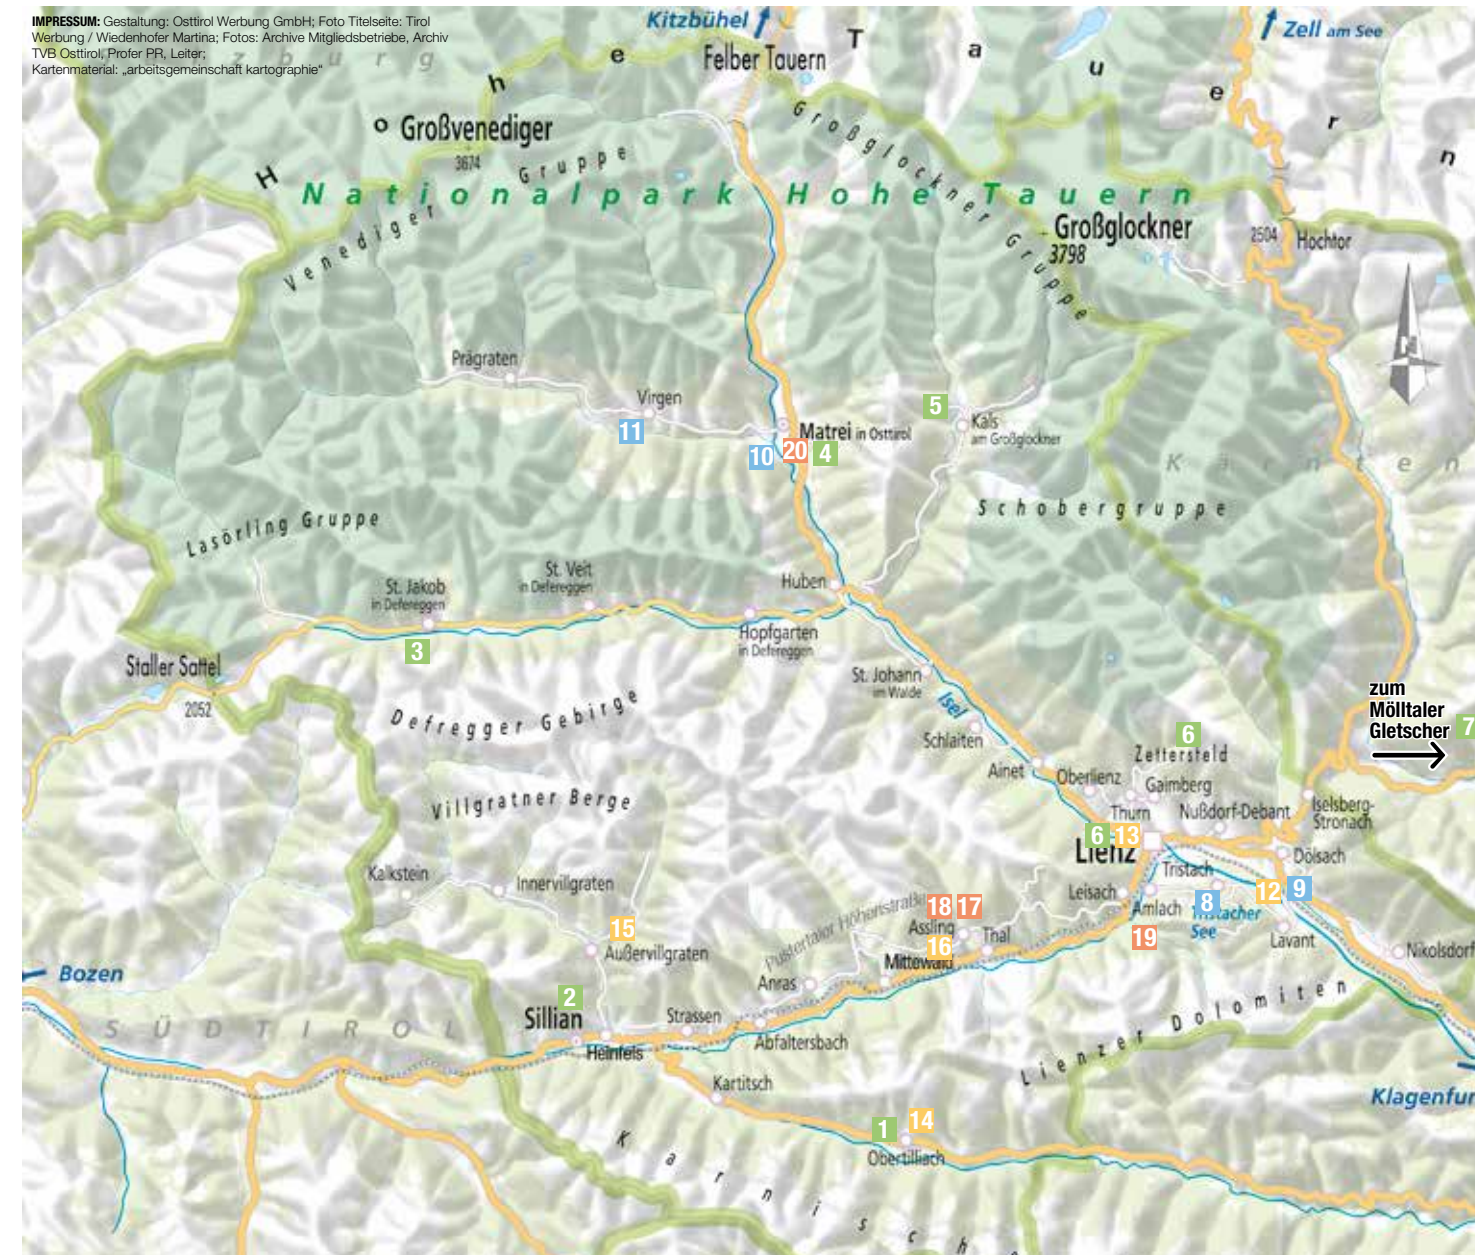 IMPRESSUM: Gestaltung: Osttirol Werbung GmbH; Foto Titelseite: Tirol
Werbung / Wiedenhofer Martina; Fotos: Archive Mitgliedsbetriebe, Archiv
TVB Osttirol, Profer PR, Leiter;
Kartenmaterial: „arbeitsgemeinschaft kartographie“
z b u r g
Kitzbühel
Zell am See
Felber Tauern
H o h e T a u e r n
Großvenediger
3674
Venediger Gruppe
Großglockner Gruppe
Nationalpark Hohe Tauern
Großglockner
3798
2504
Hochtor
N
Prägraten
Virgen
11
5
Kals
am Großglockner
Matrei in Osttirol
10
20
4
Kärnten
Schobergruppe
Lasörling Gruppe
St. Jakob
in Defereggen
St. Veit
in Defereggen
Huben
3
Hopfgarten
in Defereggen
Staller Sattel
2052
St. Johann
im Walde
Isel
Defregger Gebirge
Schlaiten
zum
Mölltaler
Gletscher
7
6
Zettersfeld
Ainet
Oberlienz
Gaimberg
Thurn
Nußdorf-Debant
Iselsberg-
Stronach
Villgratner Berge
6
13
Lienz
Dölsach
Tristach
Kalkstein
Innervillgraten
Leisach
Amlach
8
12
9
Tristacher
See
Lavant
19
Pustertaler Höhenstraße
18
17
Assling
16
Thal
Mittewald
15
Außervillgraten
Nikolsdorf
Bozen
Anras
2
Sillian
Strassen
Heinfels
Abfaltersbach
SÜDTIROL
Lienzer Dolomiten
Kartitsch
Klagenfur
1
14
Obertilliach
K a r n i s c h